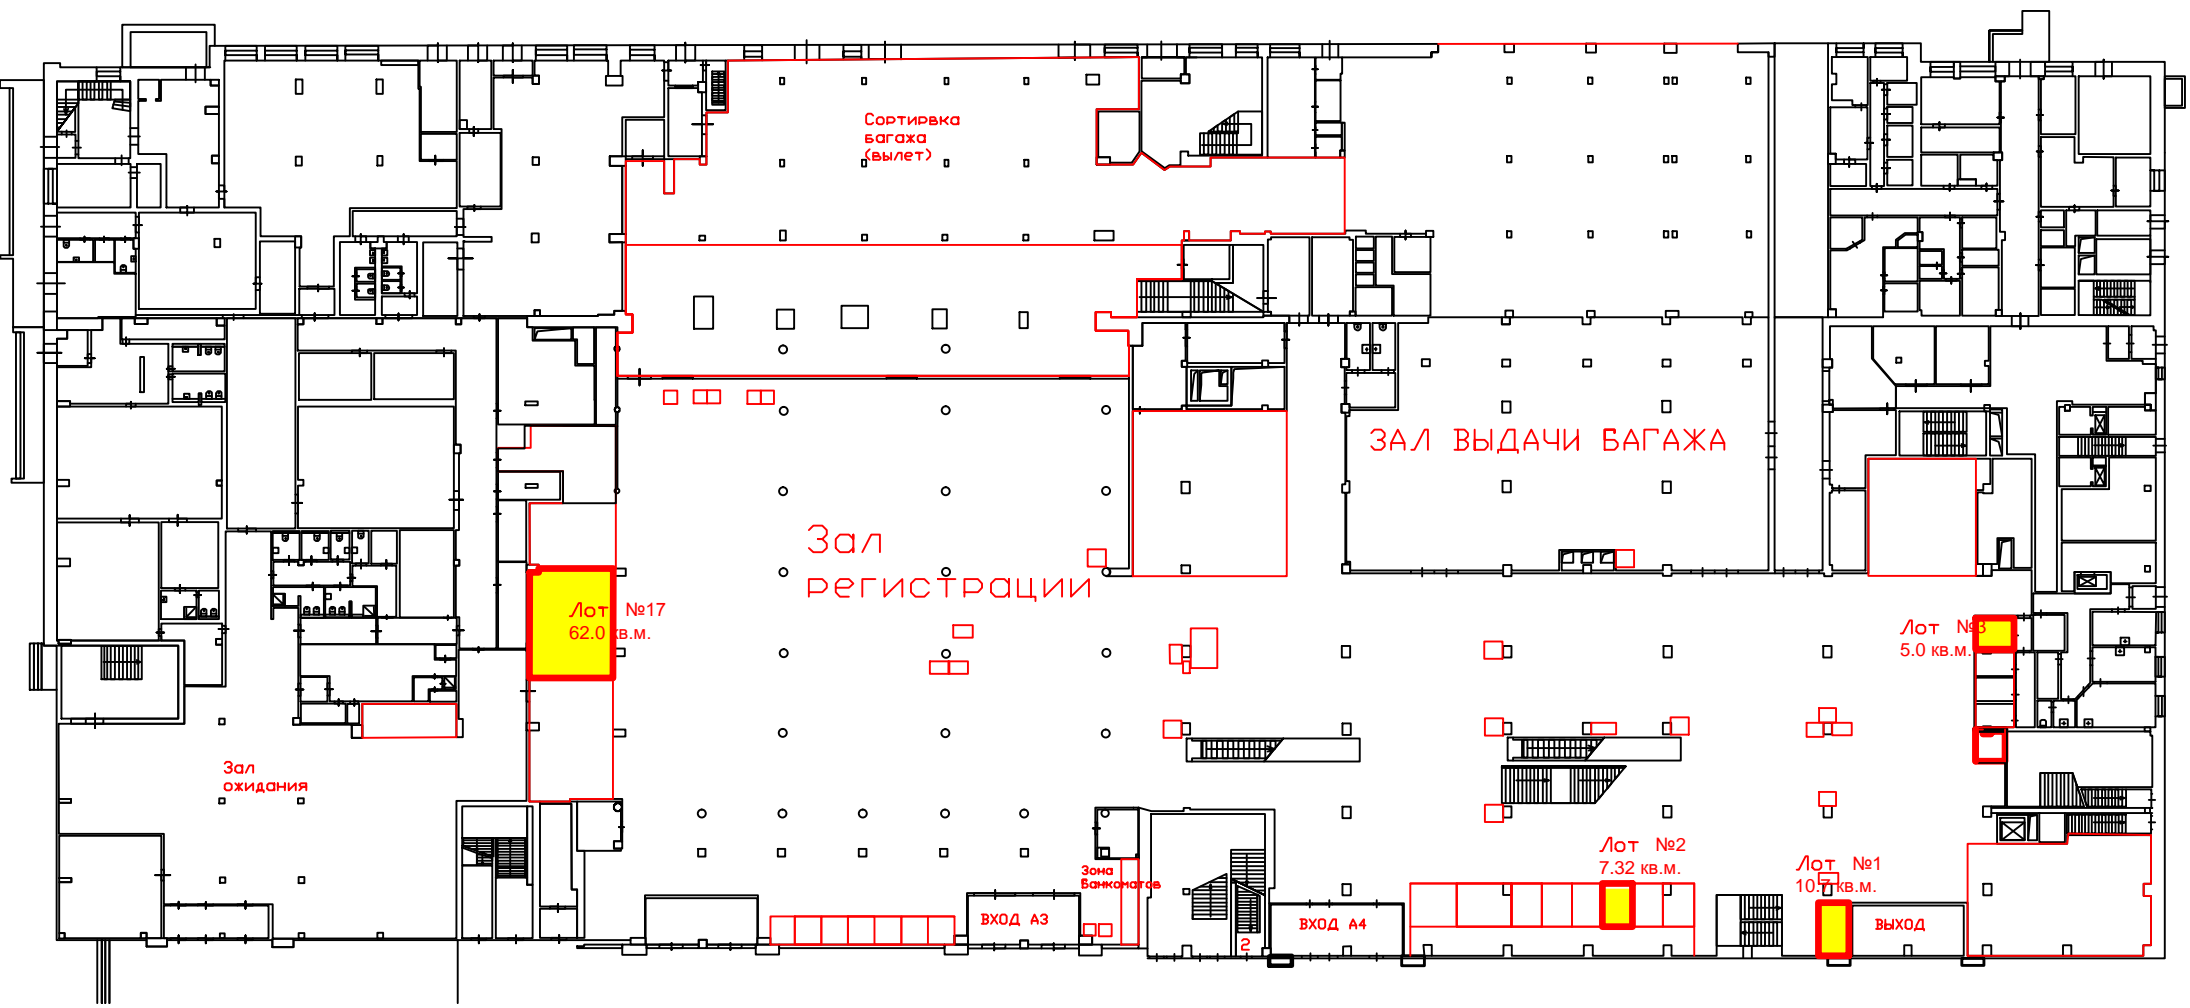 Сортирвка
багажа
(вылет)
ЗАЛ ВЫДАЧИ БАГАЖА
Зал
регистрации
Лот №17
62.0 кв.м.
Лот №3
5.0 кв.м.
Зал
ожидания
Лот №2
7.32 кв.м.
Лот №1
10.7 кв.м.
Зона
Банкоматов
ВХОД А3
ВХОД А4
ВЫХОД
2